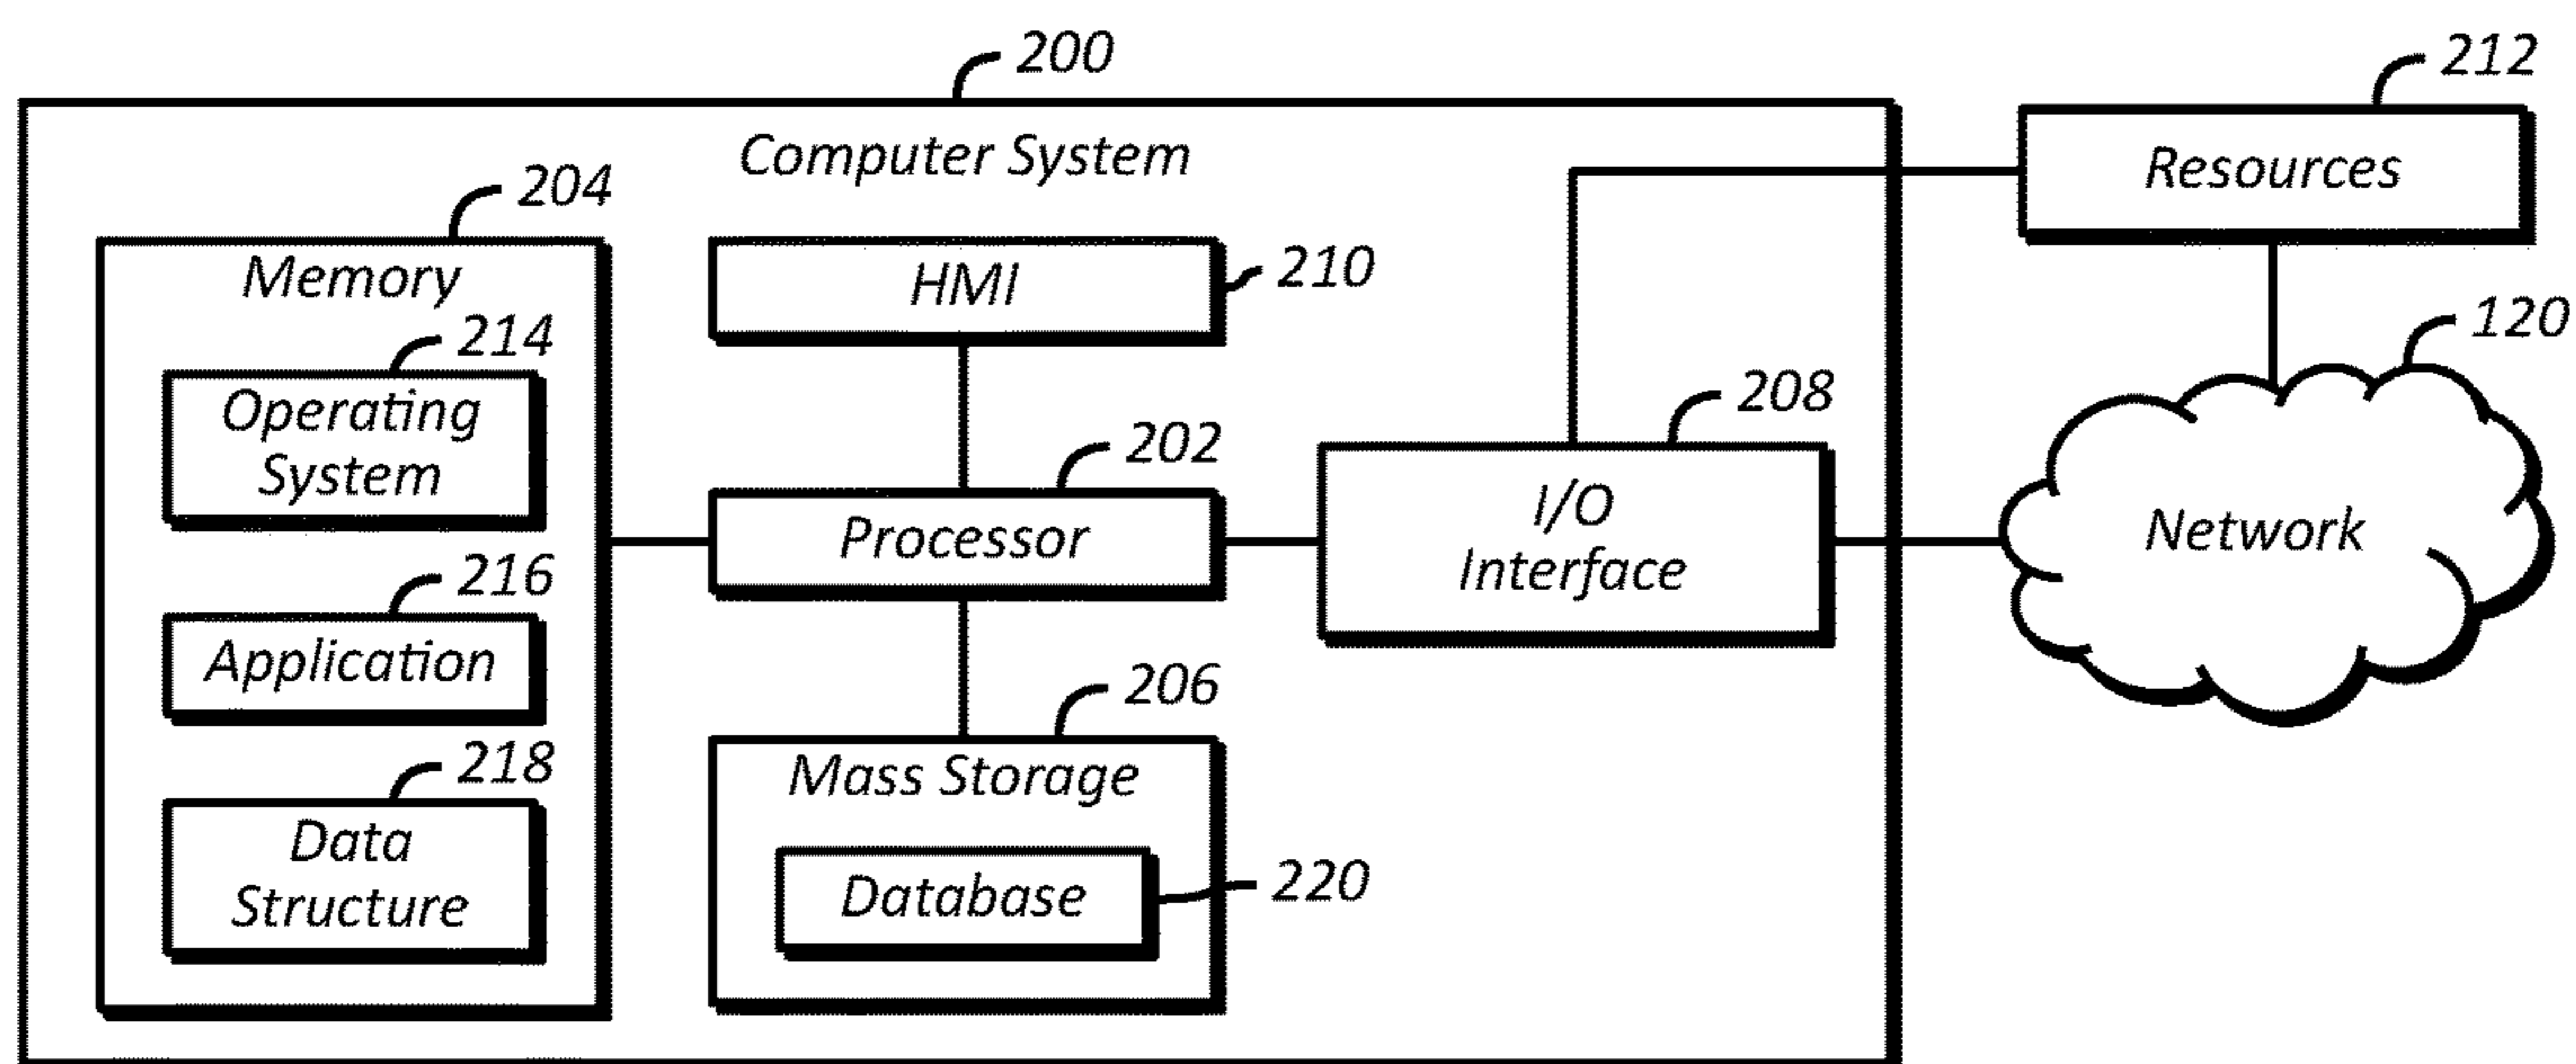 200
212
Computer System
Resources
204
Memory
HMI
210
214
Operating
System
120
208
202
I/O
Interface
Processor
Network
216
Application
206
Mass Storage
218
Data
Structure
Database
220